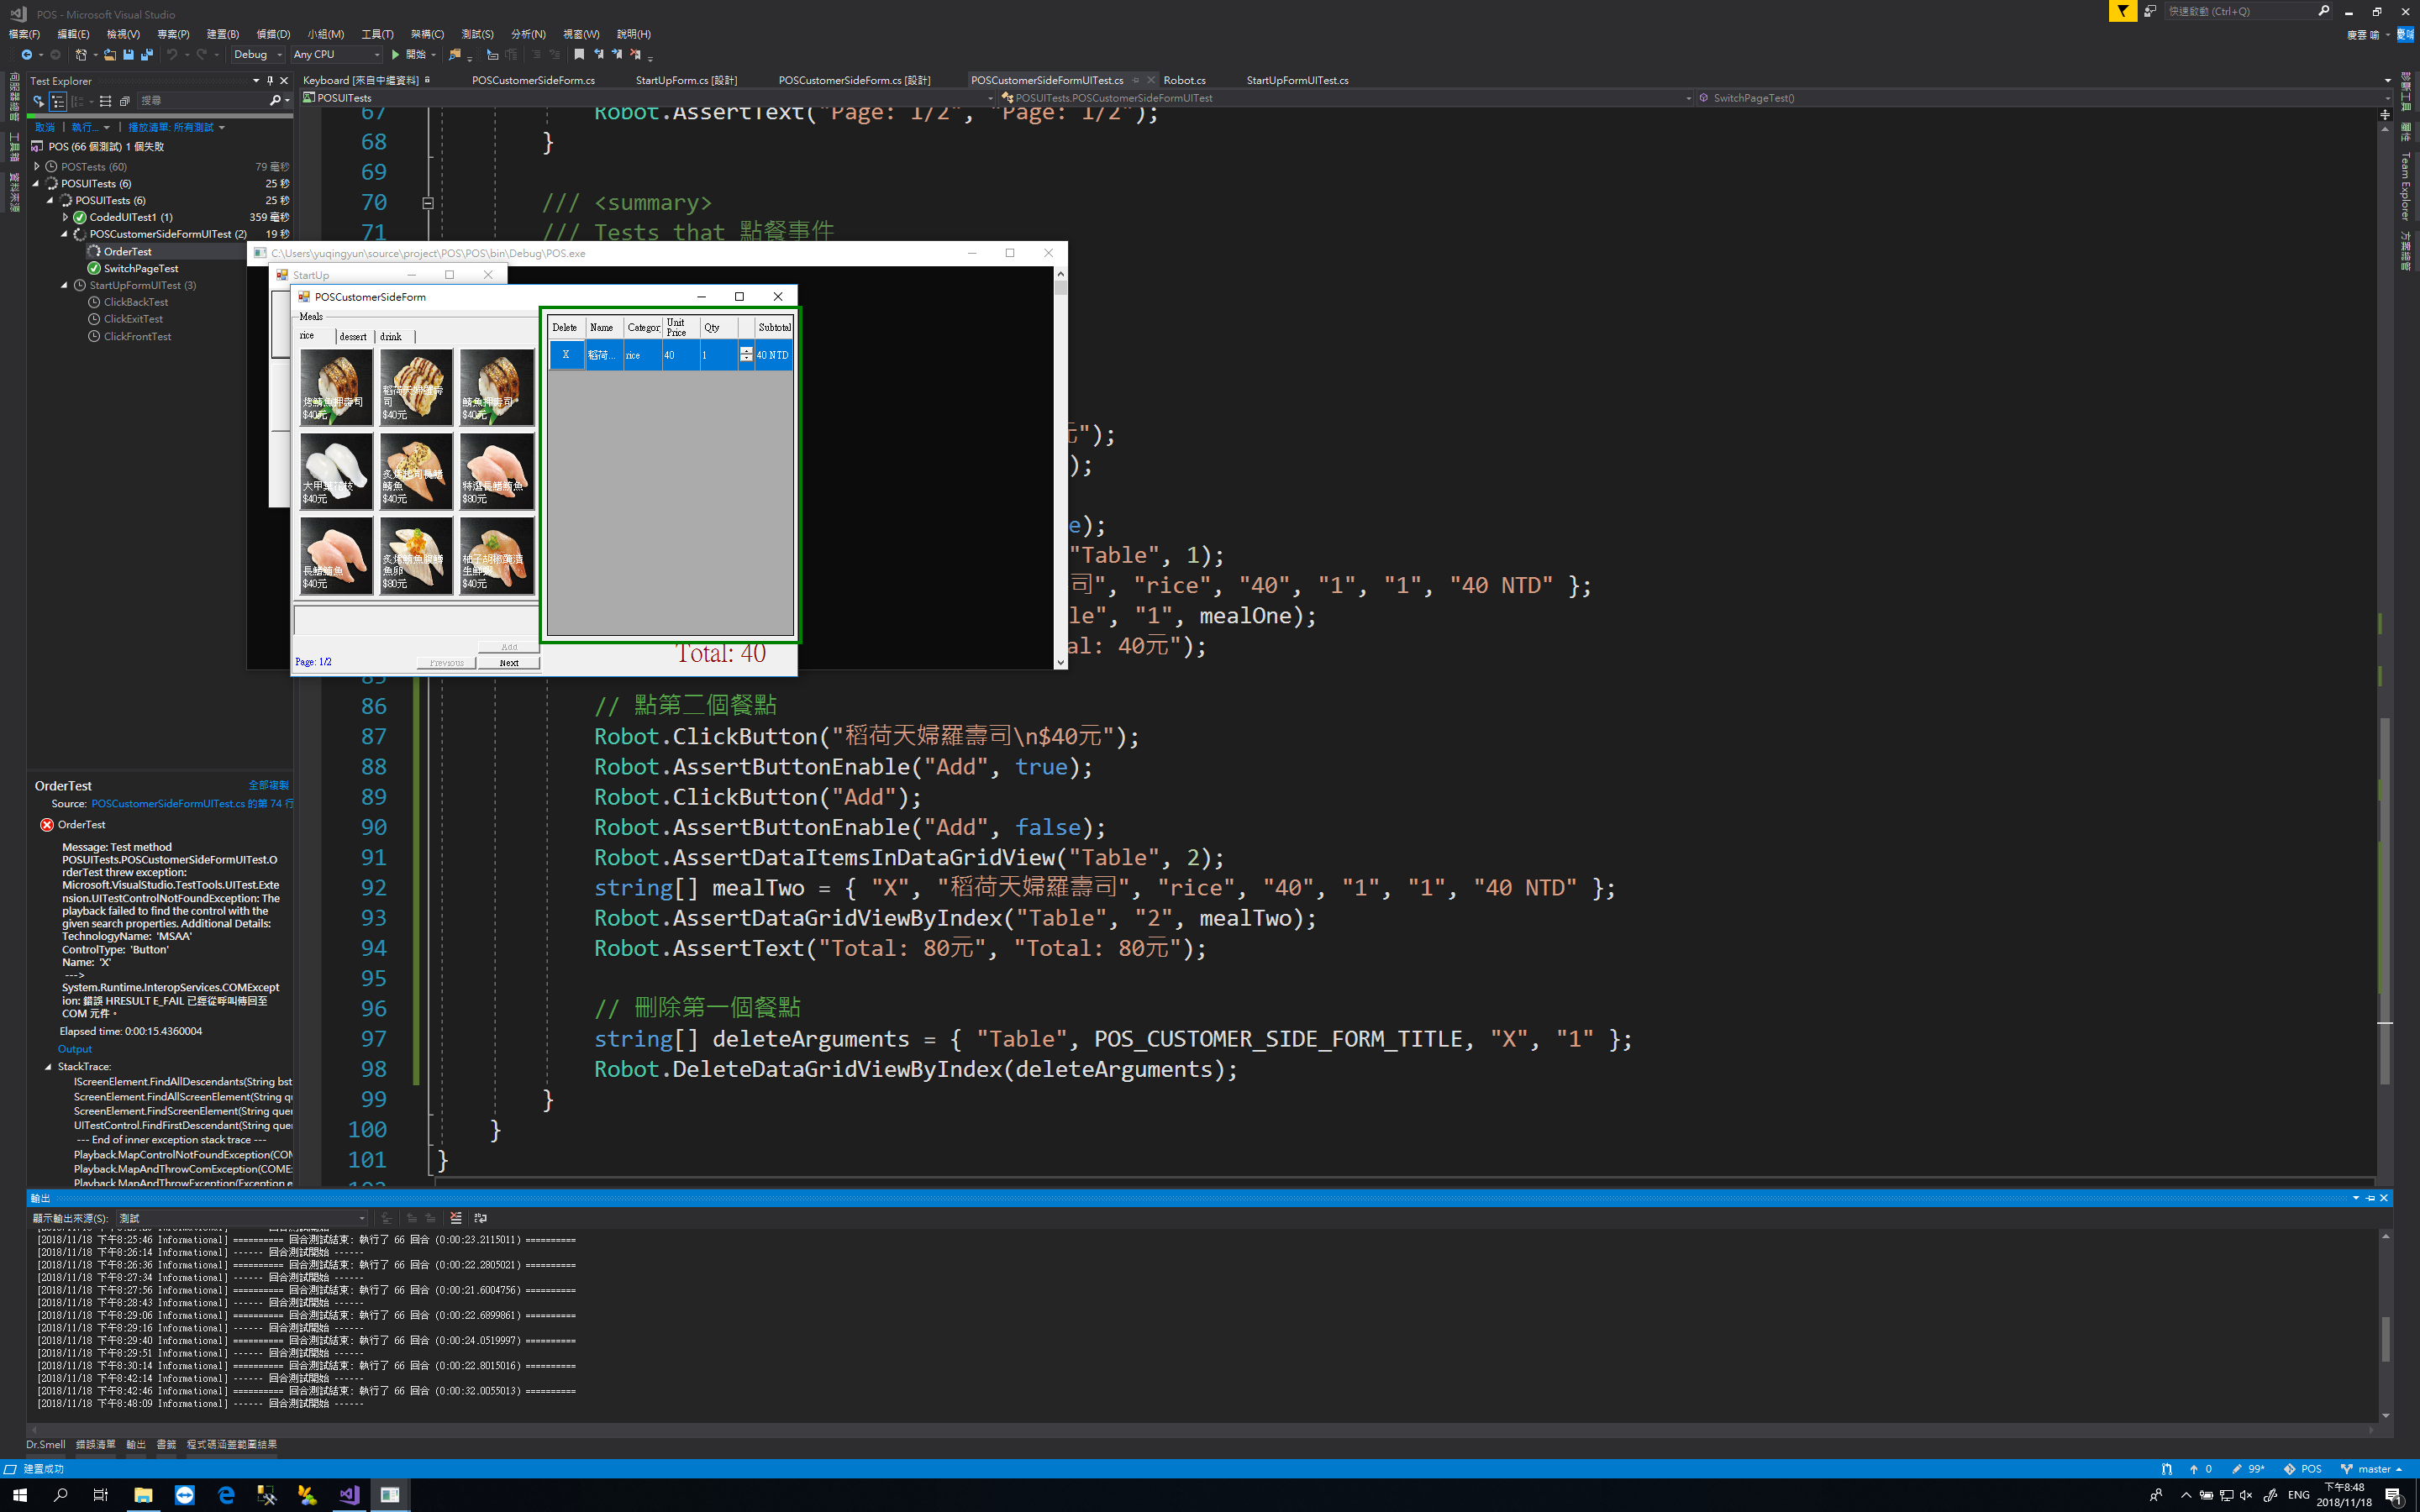 POS - Microsoft Visual Studio
快速啟動 (Ctrl+Q)
檔案(F) 編輯(E) 檢視(V) 專案(P) 建置(B) 偵錯(D) 小組(M) 工具(T) 架構(C) 測試(S) 分析(N) 視窗(W) 說明(H)
慶雲 喻
Debug Any CPU 開始
Test Explorer
Keyboard [來自中繼資料] POSCustomerSideForm.cs StartUpForm.cs [設計] POSCustomerSideForm.cs [設計] POSCustomerSideFormUITest.cs Robot.cs StartUpFormUITest.cs
搜尋
POSUITests POSUITests.POSCustomerSideFormUITest SwitchPageTest()
取消 執行... 播放清單: 所有測試
POS (66 個測試) 1 個失敗
POSTests (60) 79 毫秒
POSUITests (6) 25 秒
POSUITests (6) 25 秒
CodedUITest1 (1) 359 毫秒
POSCustomerSideFormUITest (2) 19 秒
OrderTest
SwitchPageTest
StartUpFormUITest (3)
ClickBackTest
ClickExitTest
ClickFrontTest
診斷工具
屬性
Team Explorer
方案總管
67 Robot.AssertText("Page: 1/2", "Page: 1/2");
68 }
69
70 /// <summary>
71 /// Tests that 點餐事件
C:\Users\yuqingyun\source\project\POS\POS\bin\Debug\POS.exe
StartUp
POSCustomerSideForm
Meals
rice dessert drink
烤鯖魚押壽司
$40元
稻荷天婦羅壽司
$40元
鯖魚押壽司
$40元
$40元
$40元
特選長鰭鮪魚
$80元
長鰭鮪魚
$40元
$80元
$40元
Delete Name Categor Unit Price Qty Subtotal
X 稻荷... rice 40 1 40 NTD
Add
Page: 1/2 Previous Next
Total: 40
元");
);
e);
"Table", 1);
司", "rice", "40", "1", "1", "40 NTD" };
le", "1", mealOne);
al: 40元");
85
86 // 點第二個餐點
87 Robot.ClickButton("稻荷天婦羅壽司\n$40元");
88 Robot.AssertButtonEnable("Add", true);
89 Robot.ClickButton("Add");
90 Robot.AssertButtonEnable("Add", false);
91 Robot.AssertDataItemsInDataGridView("Table", 2);
92 string[] mealTwo = { "X", "稻荷天婦羅壽司", "rice", "40", "1", "1", "40 NTD" };
93 Robot.AssertDataGridViewByIndex("Table", "2", mealTwo);
94 Robot.AssertText("Total: 80元", "Total: 80元");
95
96 // 刪除第一個餐點
97 string[] deleteArguments = { "Table", POS_CUSTOMER_SIDE_FORM_TITLE, "X", "1" };
98 Robot.DeleteDataGridViewByIndex(deleteArguments);
99 }
100 }
101 }
OrderTest 全部複製
Source: POSCustomerSideFormUITest.cs 的第 74 行
OrderTest
Message: Test method
POSUITests.POSCustomerSideFormUITest.O
rderTest threw exception:
Microsoft.VisualStudio.TestTools.UITest.Exte
nsion.UITestControlNotFoundException: The
playback failed to find the control with the
given search properties. Additional Details:
TechnologyName: 'MSAA'
ControlType: 'Button'
Name: 'X'
--->
System.Runtime.InteropServices.COMExcept
ion: 錯誤 HRESULT E_FAIL 已經從呼叫傳回至
COM 元件。
Elapsed time: 0:00:15.4360004
Output
StackTrace:
IScreenElement.FindAllDescendants(String bst
ScreenElement.FindAllScreenElement(String qu
ScreenElement.FindScreenElement(String quer
UITestControl.FindFirstDescendant(String que
--- End of inner exception stack trace ---
Playback.MapControlNotFoundException(COM
Playback.MapAndThrowComException(COMEx
Playback.MapAndThrowException(Exception e
輸出
顯示輸出來源(S): 測試
[2018/11/18 下午8:25:46 Informational] ========== 回合測試結束: 執行了 66 回合 (0:00:23.2115011) ==========
[2018/11/18 下午8:26:14 Informational] ------ 回合測試開始 ------
[2018/11/18 下午8:26:36 Informational] ========== 回合測試結束: 執行了 66 回合 (0:00:22.2805021) ==========
[2018/11/18 下午8:27:34 Informational] ------ 回合測試開始 ------
[2018/11/18 下午8:27:56 Informational] ========== 回合測試結束: 執行了 66 回合 (0:00:21.6004756) ==========
[2018/11/18 下午8:28:43 Informational] ------ 回合測試開始 ------
[2018/11/18 下午8:29:06 Informational] ========== 回合測試結束: 執行了 66 回合 (0:00:22.6899861) ==========
[2018/11/18 下午8:29:16 Informational] ------ 回合測試開始 ------
[2018/11/18 下午8:29:40 Informational] ========== 回合測試結束: 執行了 66 回合 (0:00:24.0519997) ==========
[2018/11/18 下午8:29:51 Informational] ------ 回合測試開始 ------
[2018/11/18 下午8:30:14 Informational] ========== 回合測試結束: 執行了 66 回合 (0:00:22.8015016) ==========
[2018/11/18 下午8:42:14 Informational] ------ 回合測試開始 ------
[2018/11/18 下午8:42:46 Informational] ========== 回合測試結束: 執行了 66 回合 (0:00:32.0055013) ==========
[2018/11/18 下午8:48:09 Informational] ------ 回合測試開始 ------
Dr.Smell 錯誤清單 輸出 書籤 程式碼涵蓋範圍結果
建置成功 0 99* POS master
ENG 下午8:48
2018/11/18